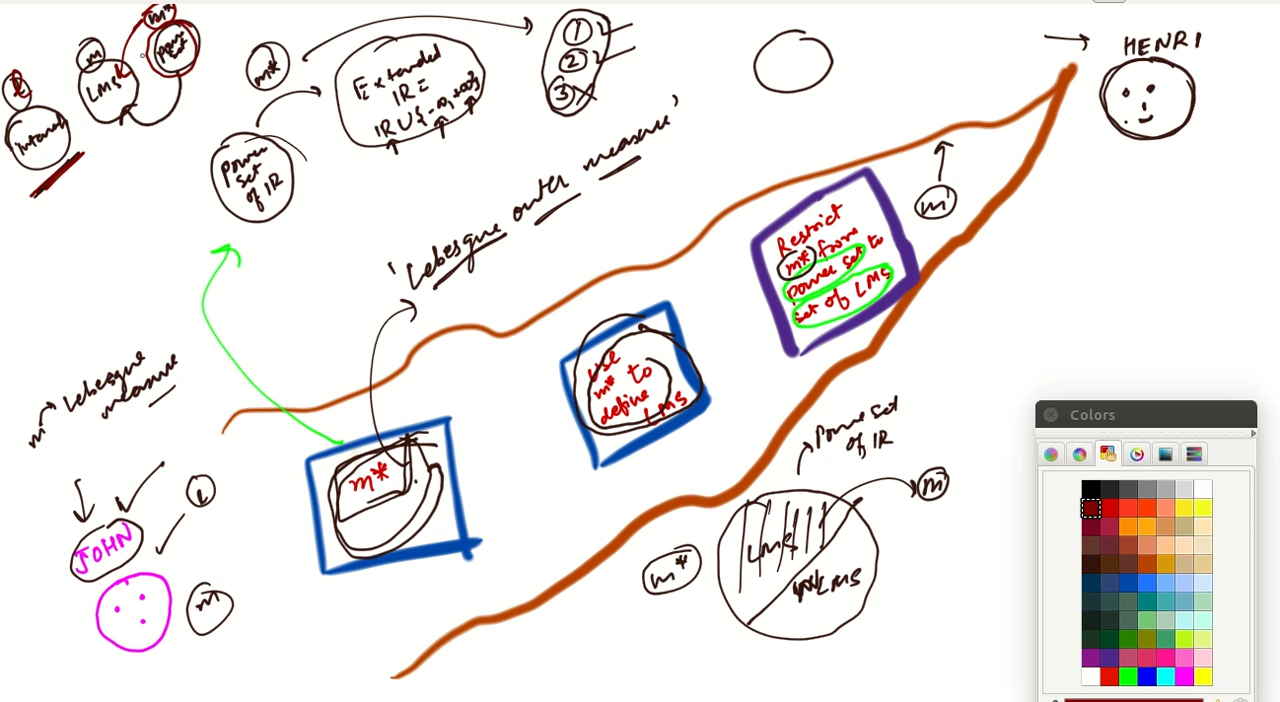 m*
Power
set
m
LMS
l
Interval
m*
Extended
IR =
IR ∪ {-∞, +∞}
1
2
3
Power
set
of IR
'Lebesgue outer measure'
HENRI
m
Restrict
m* from
power set to
set of LMS
Use
m* to
define
LMS
m*
m → Lebesgue
measure
JOHN
l
m
Power Set
of IR
m
m*
LMS
LMS
Colors